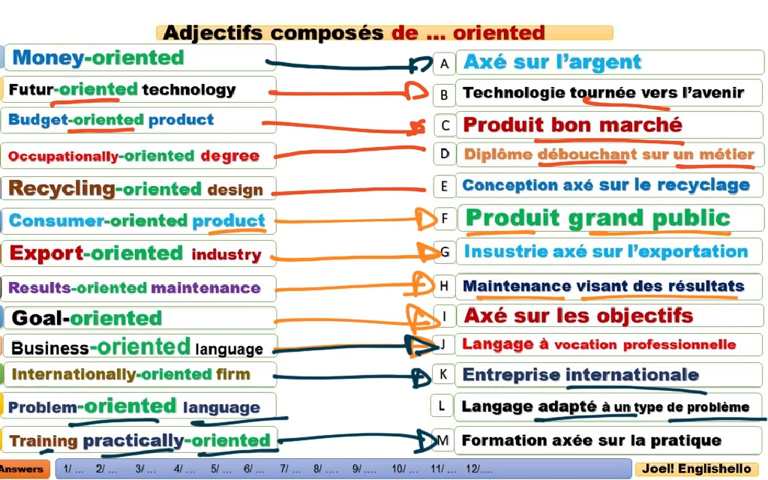 Adjectifs composés de ... oriented
Money-oriented A Axé sur l'argent
Futur-oriented technology B Technologie tournée vers l'avenir
Budget-oriented product C Produit bon marché
Occupationally-oriented degree D Diplôme débouchant sur un métier
Recycling-oriented design E Conception axé sur le recyclage
Consumer-oriented product F Produit grand public
Export-oriented industry G Insustrie axé sur l'exportation
Results-oriented maintenance H Maintenance visant des résultats
Goal-oriented I Axé sur les objectifs
Business-oriented language J Langage à vocation professionnelle
Internationally-oriented firm K Entreprise internationale
Problem-oriented language L Langage adapté à un type de problème
Training practically-oriented M Formation axée sur la pratique
Answers 1/ ... 2/ ... 3/ ... 4/ ... 5/ ... 6/ ... 7/ ... 8/ .... 9/ .... 10/ ... 11/ ... 12/.... Joel! Englishello